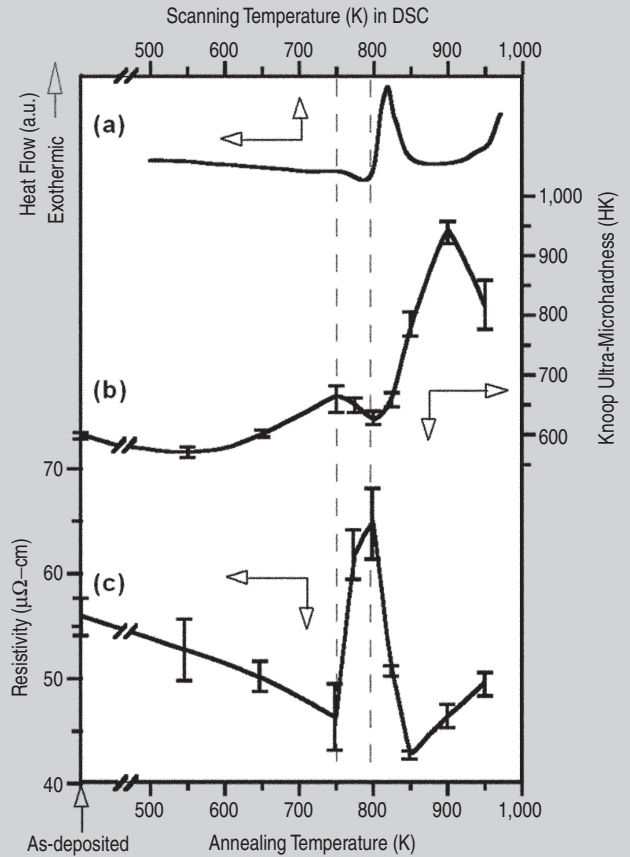 Scanning Temperature (K) in DSC
500 600 700 800 900 1,000
Heat Flow (a.u.)
Exothermic
(a)
1,000
900
800
700
600
Knoop Ultra-Microhardness (HK)
(b)
70
60
50
40
Resistivity (μΩ–cm)
(c)
500 600 700 800 900 1,000
As-deposited
Annealing Temperature (K)